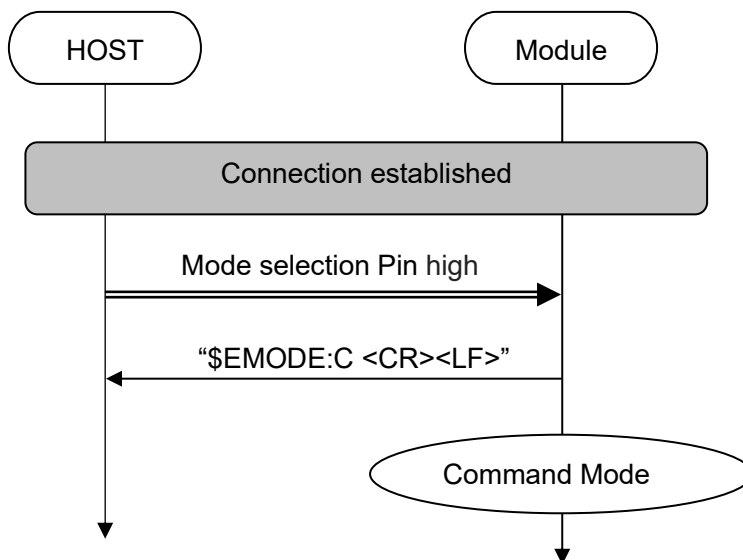 HOST
Module
Connection established
Mode selection Pin high
“$EMODE:C <CR><LF>”
Command Mode